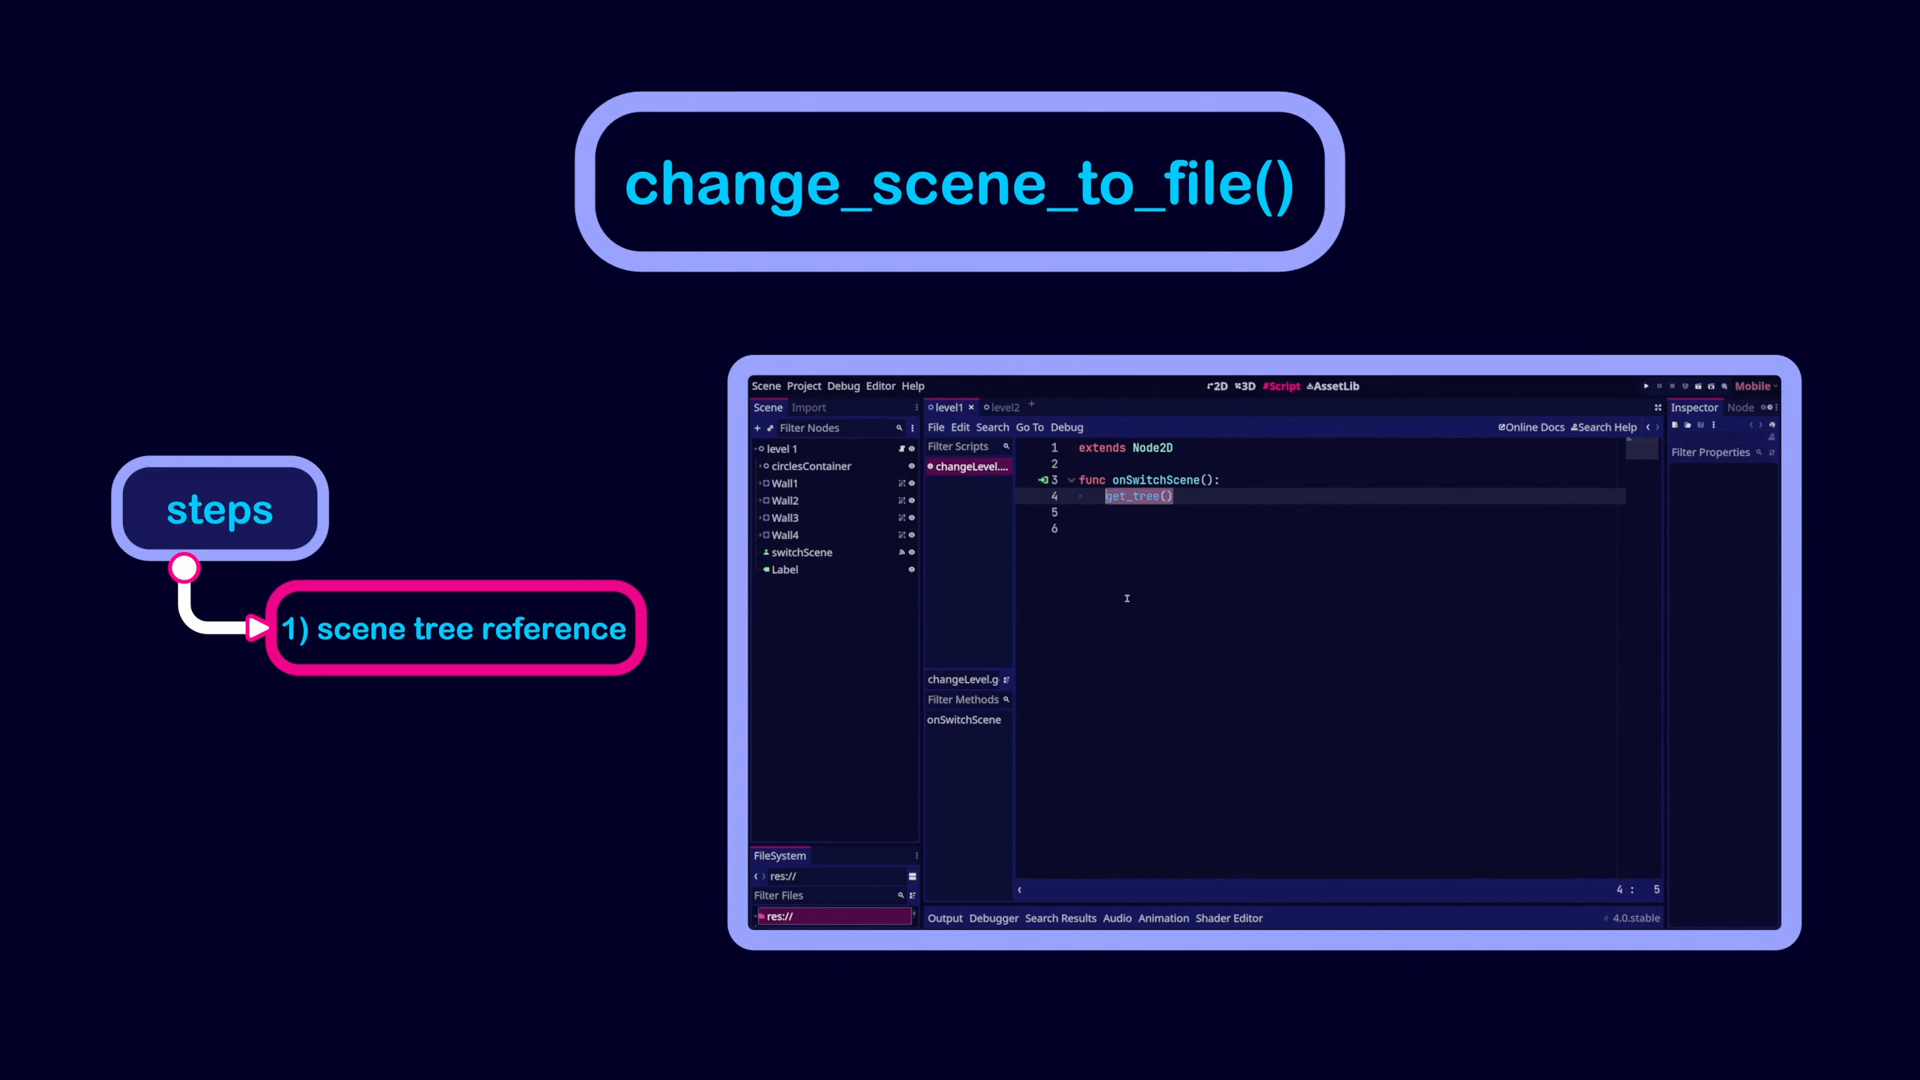 change_scene_to_file()
steps
1) scene tree reference
Scene Project Debug Editor Help
2D 3D Script AssetLib
Mobile
Scene Import
Filter Nodes
level 1
circlesContainer
Wall1
Wall2
Wall3
Wall4
switchScene
Label
FileSystem
res://
Filter Files
res://
level1 level2
File Edit Search Go To Debug
Online Docs Search Help
Filter Scripts
changeLevel....
changeLevel.g
Filter Methods
onSwitchScene
1 extends Node2D
2
3 func onSwitchScene():
4 get_tree()
5
6
4 : 5
Output Debugger Search Results Audio Animation Shader Editor
4.0.stable
Inspector Node
Filter Properties